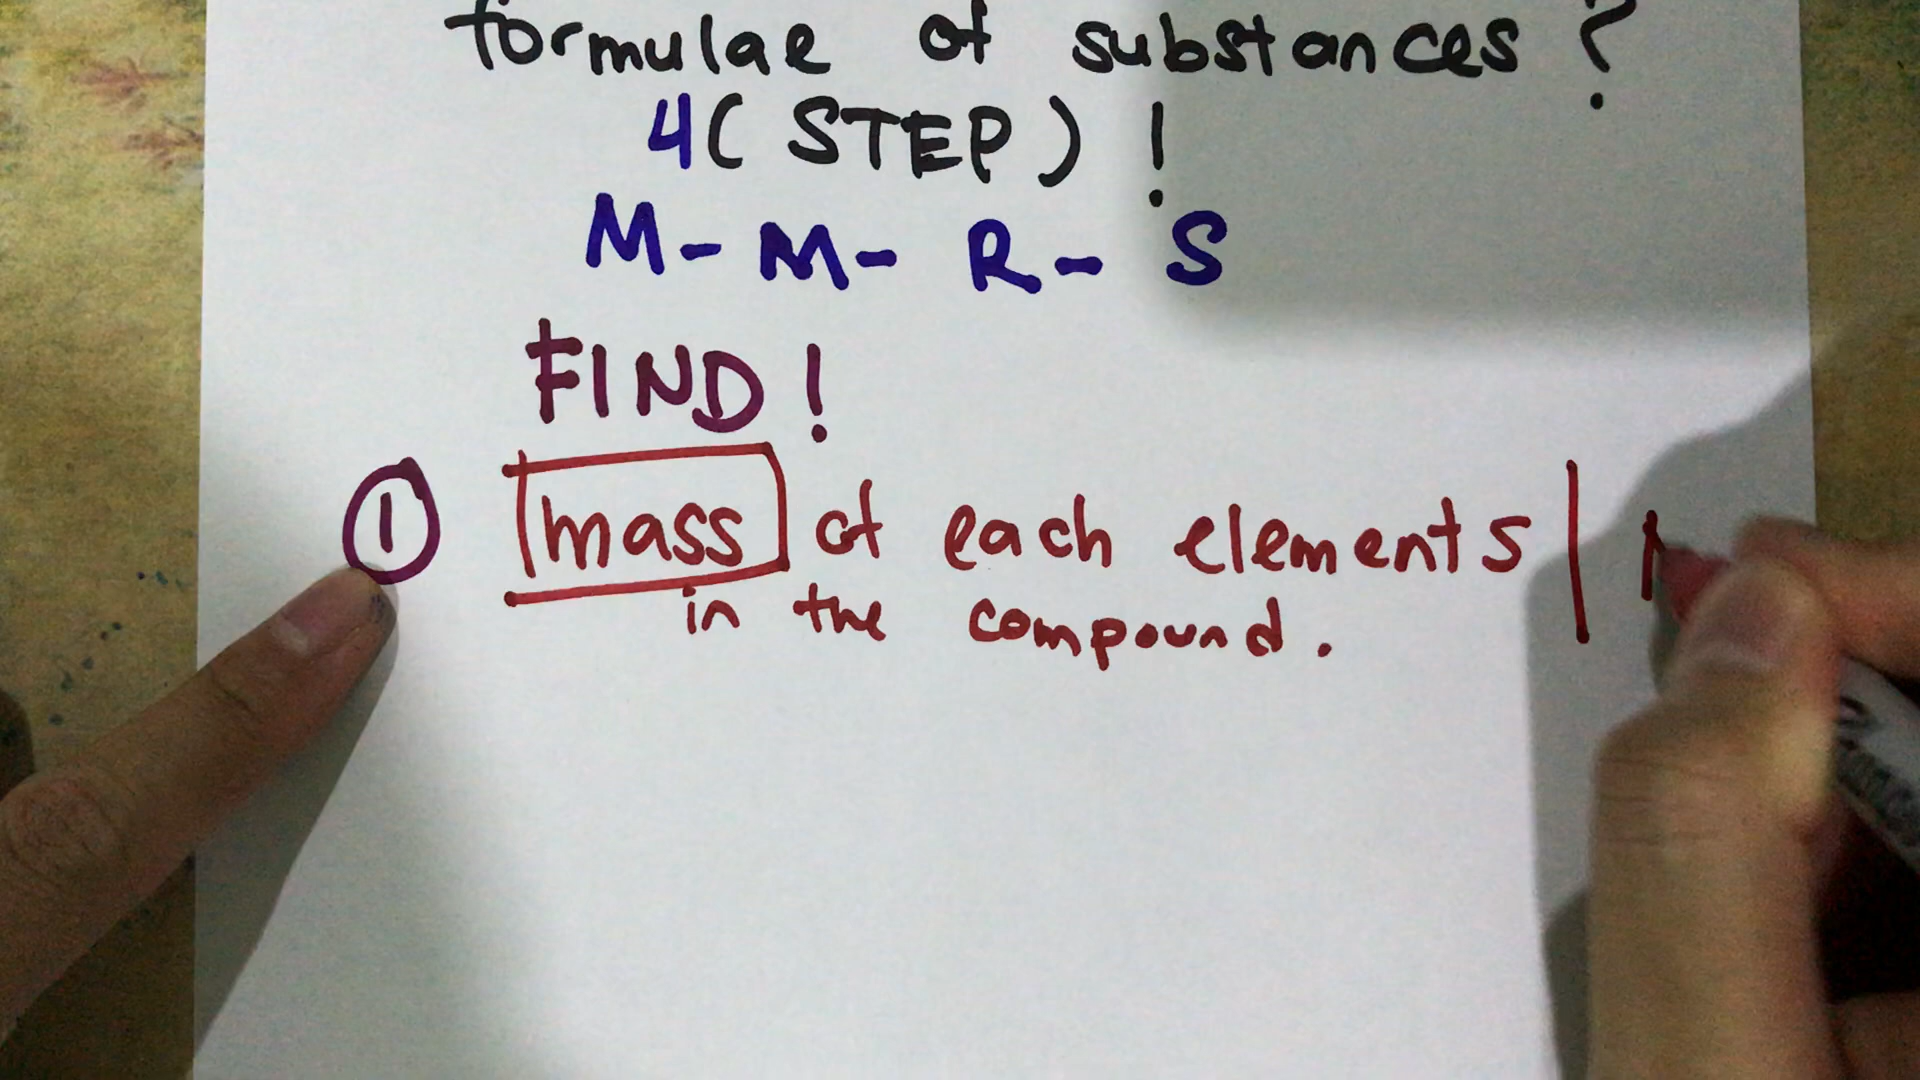 formulae of substances?
4(STEP)!
M-M-R-S
FIND!
① mass of each elements |
in the compound.